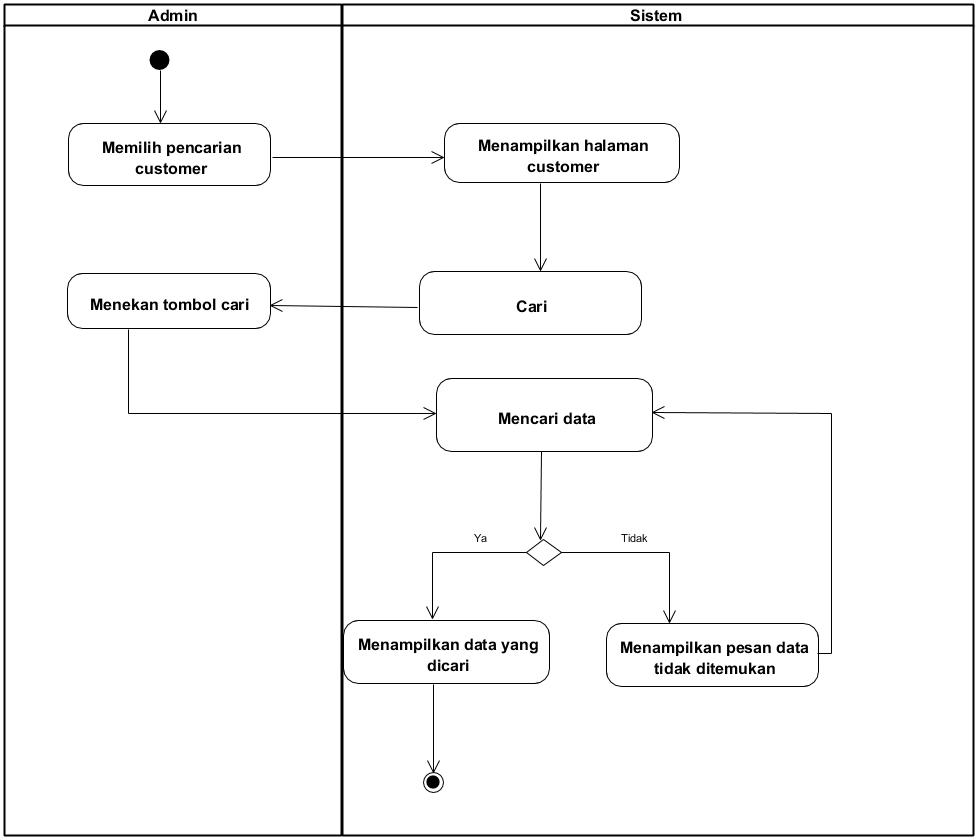 Admin
Sistem
Memilih pencarian
customer
Menampilkan halaman
customer
Menekan tombol cari
Cari
Mencari data
Ya
Tidak
Menampilkan data yang
dicari
Menampilkan pesan data
tidak ditemukan